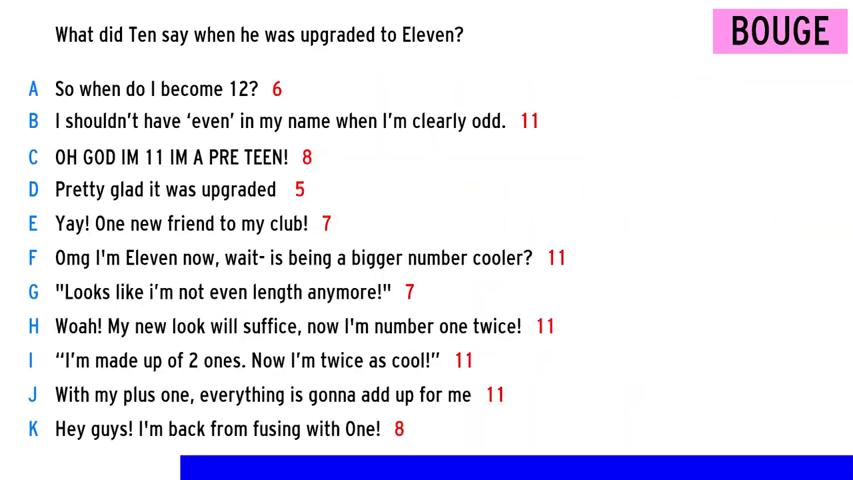 What did Ten say when he was upgraded to Eleven?
BOUGE
A So when do I become 12? 6
B I shouldn't have ‘even’ in my name when I'm clearly odd. 11
C OH GOD IM 11 IM A PRE TEEN! 8
D Pretty glad it was upgraded 5
E Yay! One new friend to my club! 7
F Omg I'm Eleven now, wait- is being a bigger number cooler? 11
G "Looks like i’m not even length anymore!" 7
H Woah! My new look will suffice, now I'm number one twice! 11
I “I’m made up of 2 ones. Now I’m twice as cool!” 11
J With my plus one, everything is gonna add up for me 11
K Hey guys! I'm back from fusing with One! 8